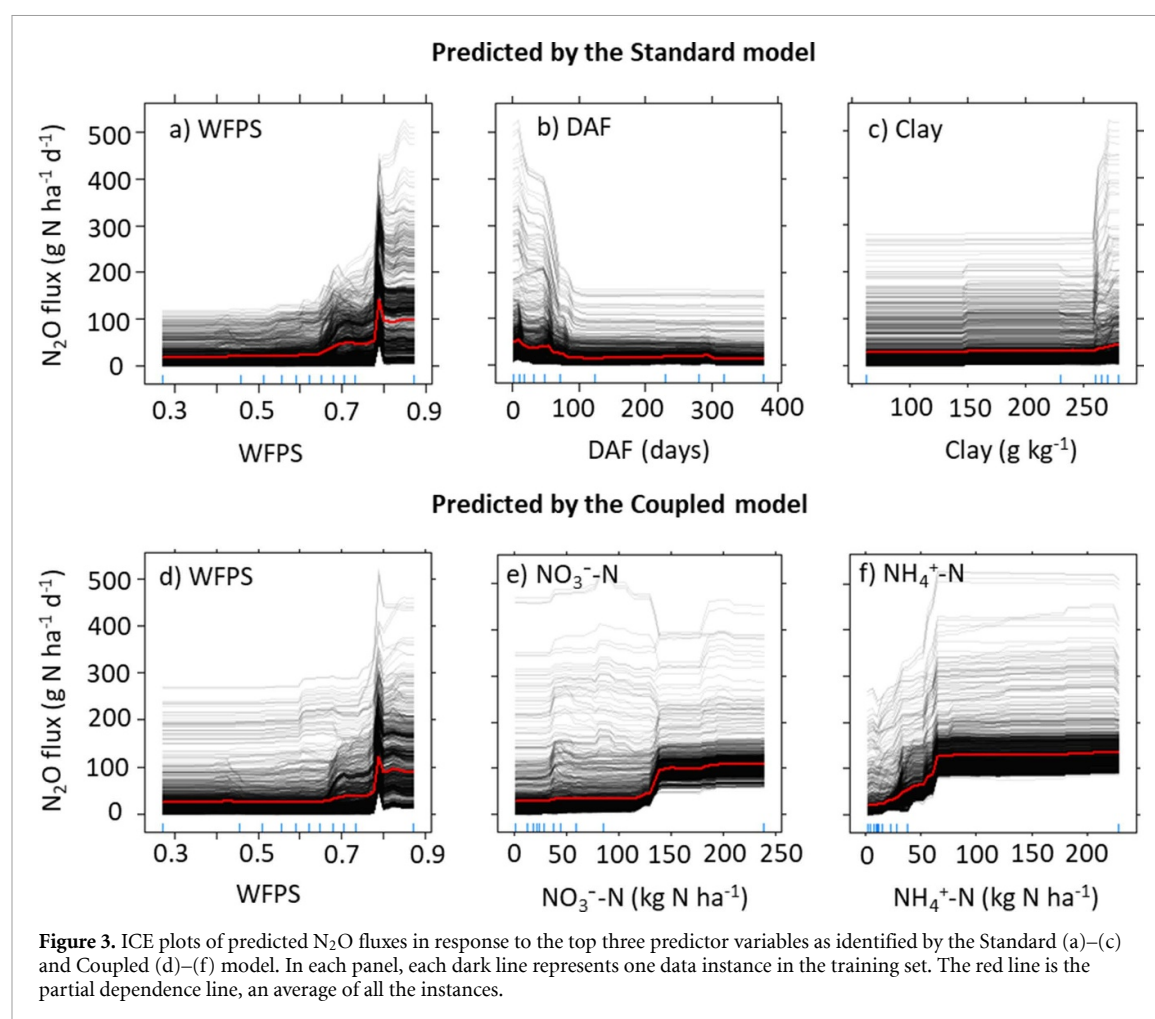 Predicted by the Standard model
a) WFPS
b) DAF
c) Clay
N₂O flux (g N ha⁻¹ d⁻¹)
500
400
300
200
100
0
0.3 0.5 0.7 0.9
0 100 200 300 400
100 150 200 250
WFPS
DAF (days)
Clay (g kg⁻¹)
Predicted by the Coupled model
d) WFPS
e) NO₃⁻-N
f) NH₄⁺-N
N₂O flux (g N ha⁻¹ d⁻¹)
500
400
300
200
100
0
0.3 0.5 0.7 0.9
0 50 100 150 200 250
0 50 100 150 200
WFPS
NO₃⁻-N (kg N ha⁻¹)
NH₄⁺-N (kg N ha⁻¹)
Figure 3. ICE plots of predicted N₂O fluxes in response to the top three predictor variables as identified by the Standard (a)–(c)
and Coupled (d)–(f) model. In each panel, each dark line represents one data instance in the training set. The red line is the
partial dependence line, an average of all the instances.